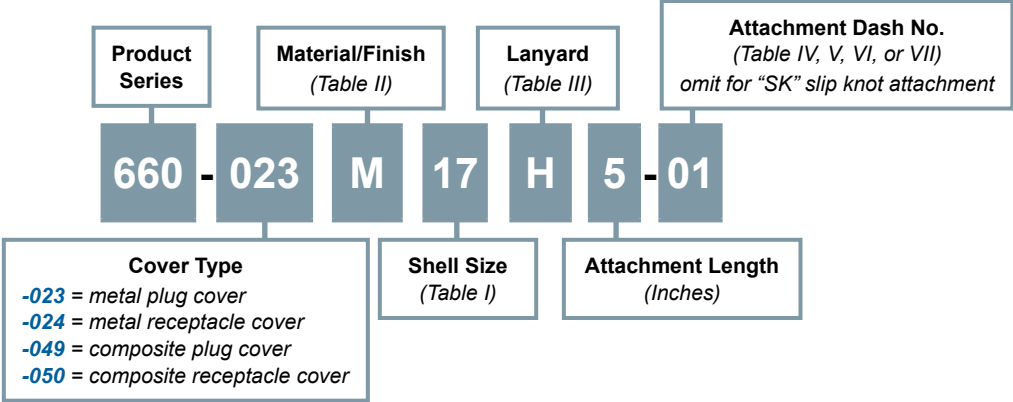 Product
Series
Material/Finish
(Table II)
Lanyard
(Table III)
Attachment Dash No.
(Table IV, V, VI, or VII)
omit for “SK” slip knot attachment
660 - 023 M 17 H 5 - 01
Cover Type
-023 = metal plug cover
-024 = metal receptacle cover
-049 = composite plug cover
-050 = composite receptacle cover
Shell Size
(Table I)
Attachment Length
(Inches)